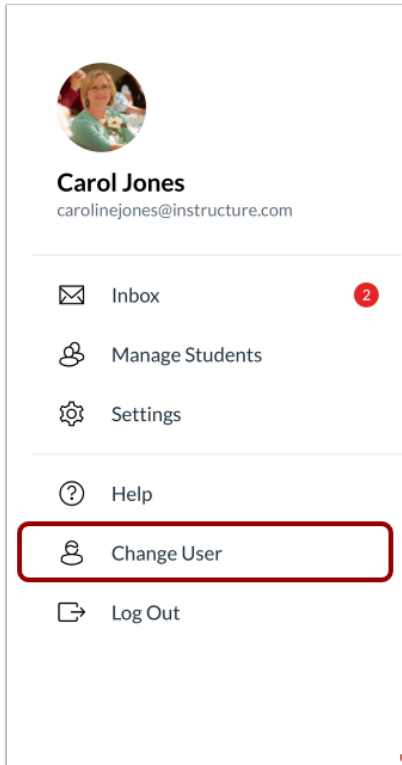 Carol Jones
carolinejones@instructure.com
Inbox 2
Manage Students
Settings
Help
Change User
Log Out